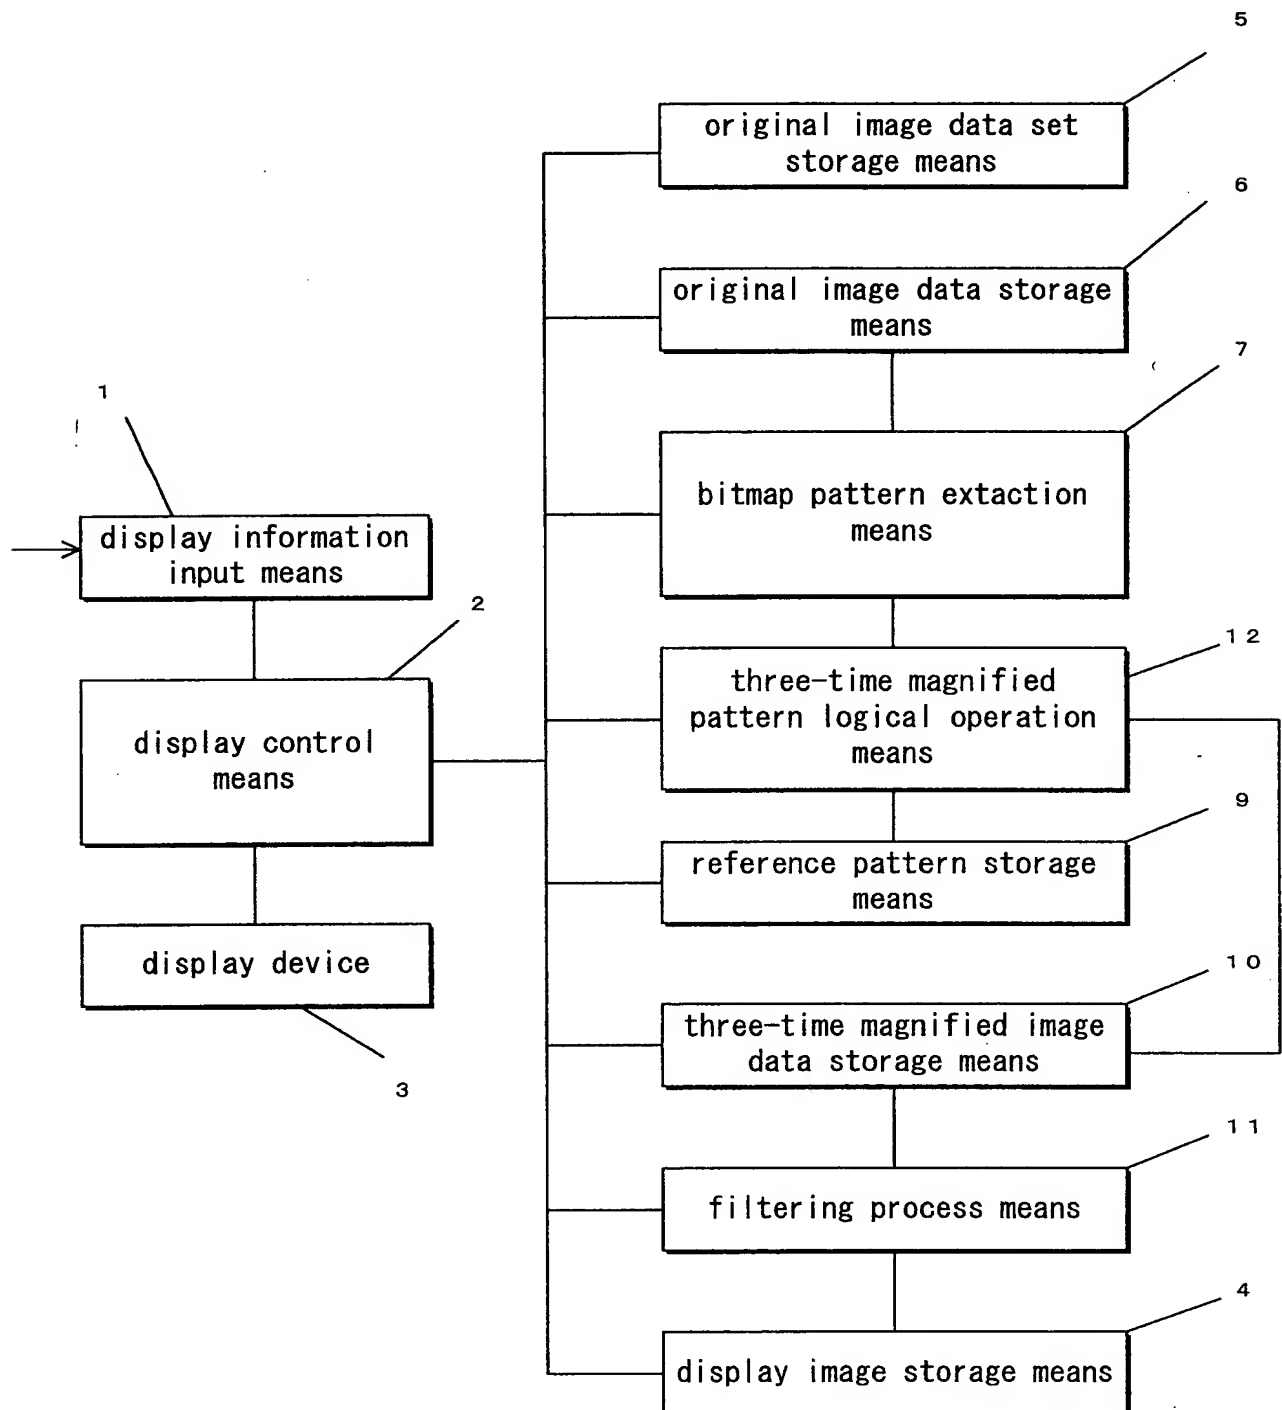 5
original image data set
storage means
6
original image data storage
means
7
1
bitmap pattern extaction
means
display information
input means
2
12
three-time magnified
pattern logical operation
means
display control
means
9
reference pattern storage
means
display device
10
three-time magnified image
data storage means
3
11
filtering process means
4
display image storage means